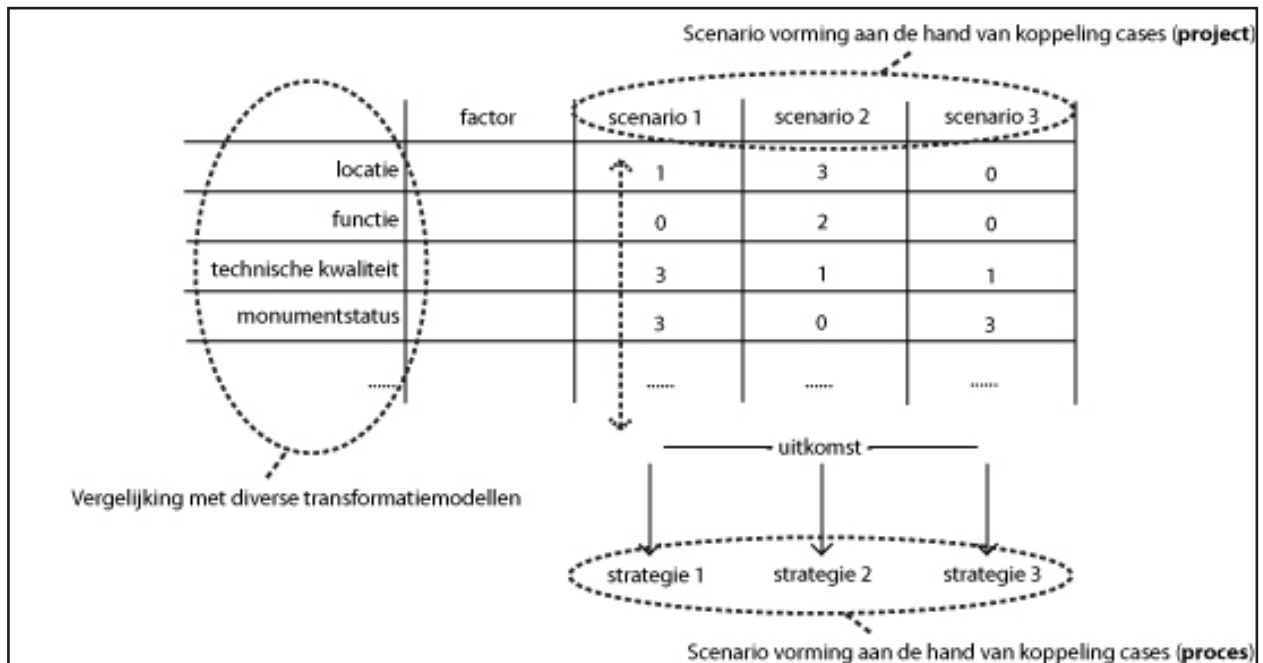 Scenario vorming aan de hand van koppeling cases (project)
factor scenario 1 scenario 2 scenario 3
locatie 1 3 0
functie 0 2 0
technische kwaliteit 3 1 1
monumentstatus 3 0 3
...... ...... ...... ......
uitkomst
Vergelijking met diverse transformatiemodellen
strategie 1 strategie 2 strategie 3
Scenario vorming aan de hand van koppeling cases (proces)